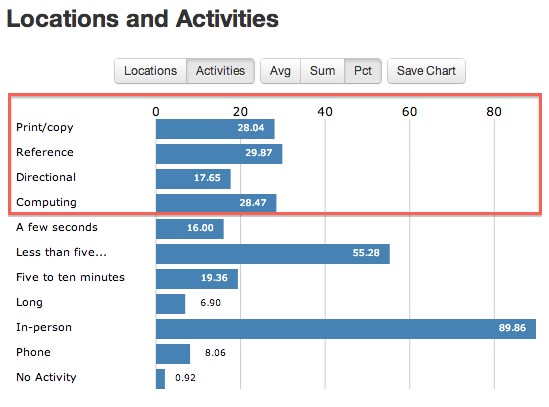 Locations and Activities
Locations Activities Avg Sum Pct Save Chart
0 20 40 60 80
Print/copy 28.04
Reference 29.87
Directional 17.65
Computing 28.47
A few seconds 16.00
Less than five... 55.28
Five to ten minutes 19.36
Long 6.90
In-person 89.86
Phone 8.06
No Activity 0.92